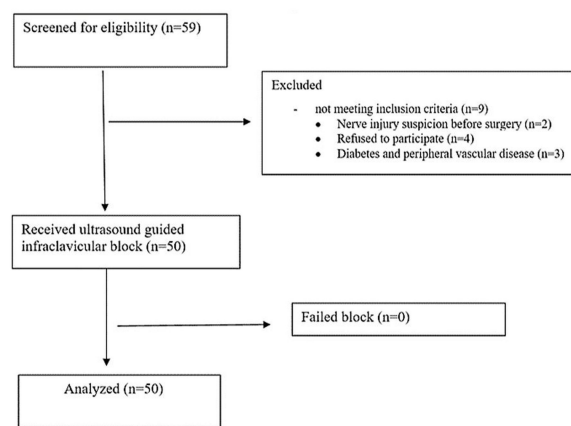 Screened for eligibility (n=59)
Excluded
- not meeting inclusion criteria (n=9)
• Nerve injury suspicion before surgery (n=2)
• Refused to participate (n=4)
• Diabetes and peripheral vascular disease (n=3)
Received ultrasound guided
infraclavicular block (n=50)
Failed block (n=0)
Analyzed (n=50)